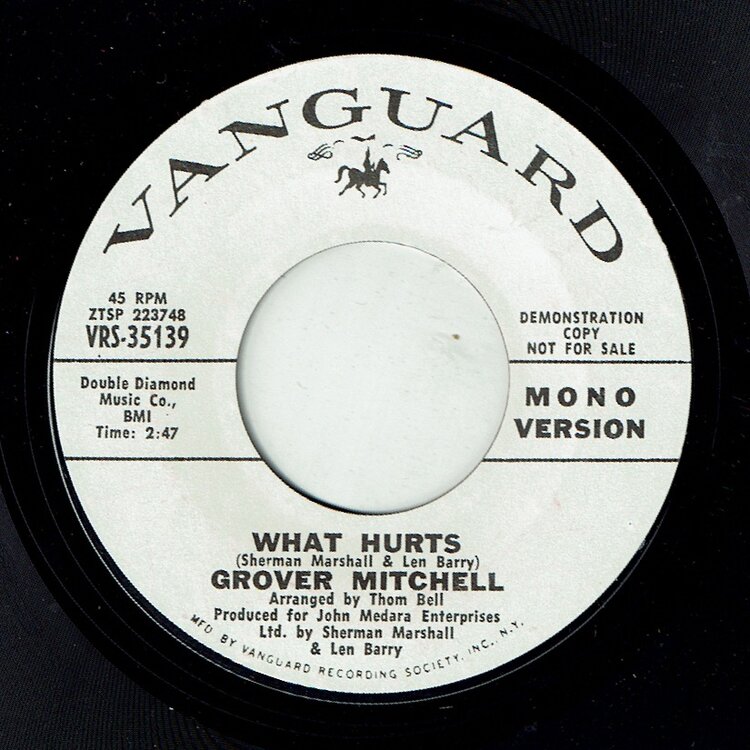 VANGUARD
45 RPM
ZTSP 223748
VRS-35139
DEMONSTRATION
COPY
NOT FOR SALE
Double Diamond
Music Co.,
BMI
Time: 2:47
MONO
VERSION
WHAT HURTS
(Sherman Marshall & Len Barry)
GROVER MITCHELL
Arranged by Thom Bell
Produced for John Medara Enterprises
Ltd. by Sherman Marshall
& Len Barry
MFD BY VANGUARD RECORDING SOCIETY, INC., N.Y.